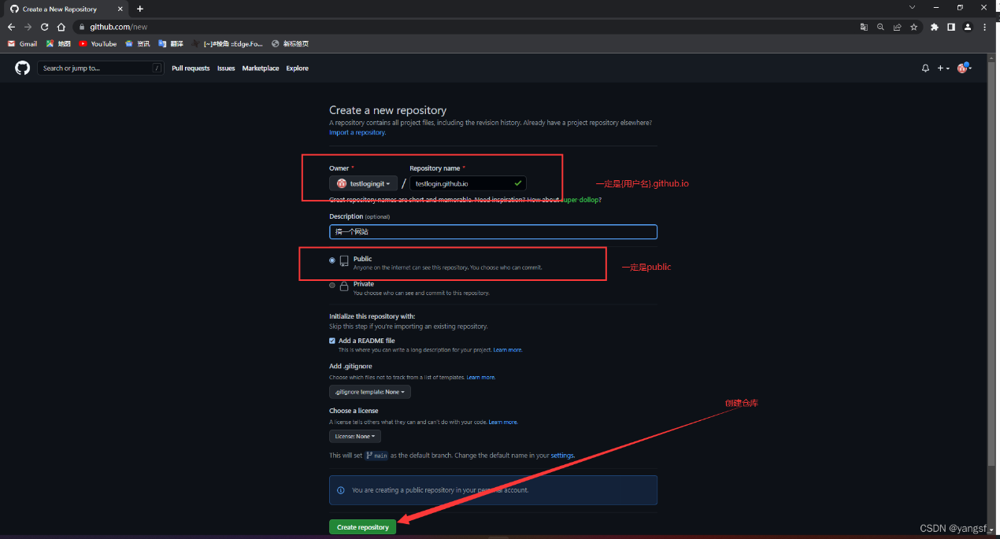 Create a New Repository
github.com/new
Gmail 地图 YouTube 资讯 翻译 [~]#棱角 ::Edge.Fo... 新标签页
Search or jump to... / Pull requests Issues Marketplace Explore
Create a new repository
A repository contains all project files, including the revision history. Already have a project repository elsewhere?
Import a repository.
Owner * Repository name *
testlogingit / testlogin.github.io 一定是{用户名}.github.io
Great repository names are short and memorable. Need inspiration? How about super-dollop?
Description (optional)
搞一个网站
Public
Anyone on the internet can see this repository. You choose who can commit. 一定是public
Private
You choose who can see and commit to this repository.
Initialize this repository with:
Skip this step if you're importing an existing repository.
Add a README file
This is where you can write a long description for your project. Learn more.
Add .gitignore
Choose which files not to track from a list of templates. Learn more.
.gitignore template: None
创建仓库
Choose a license
A license tells others what they can and can't do with your code. Learn more.
License: None
This will set main as the default branch. Change the default name in your settings.
You are creating a public repository in your personal account.
Create repository
CSDN @yangsf_